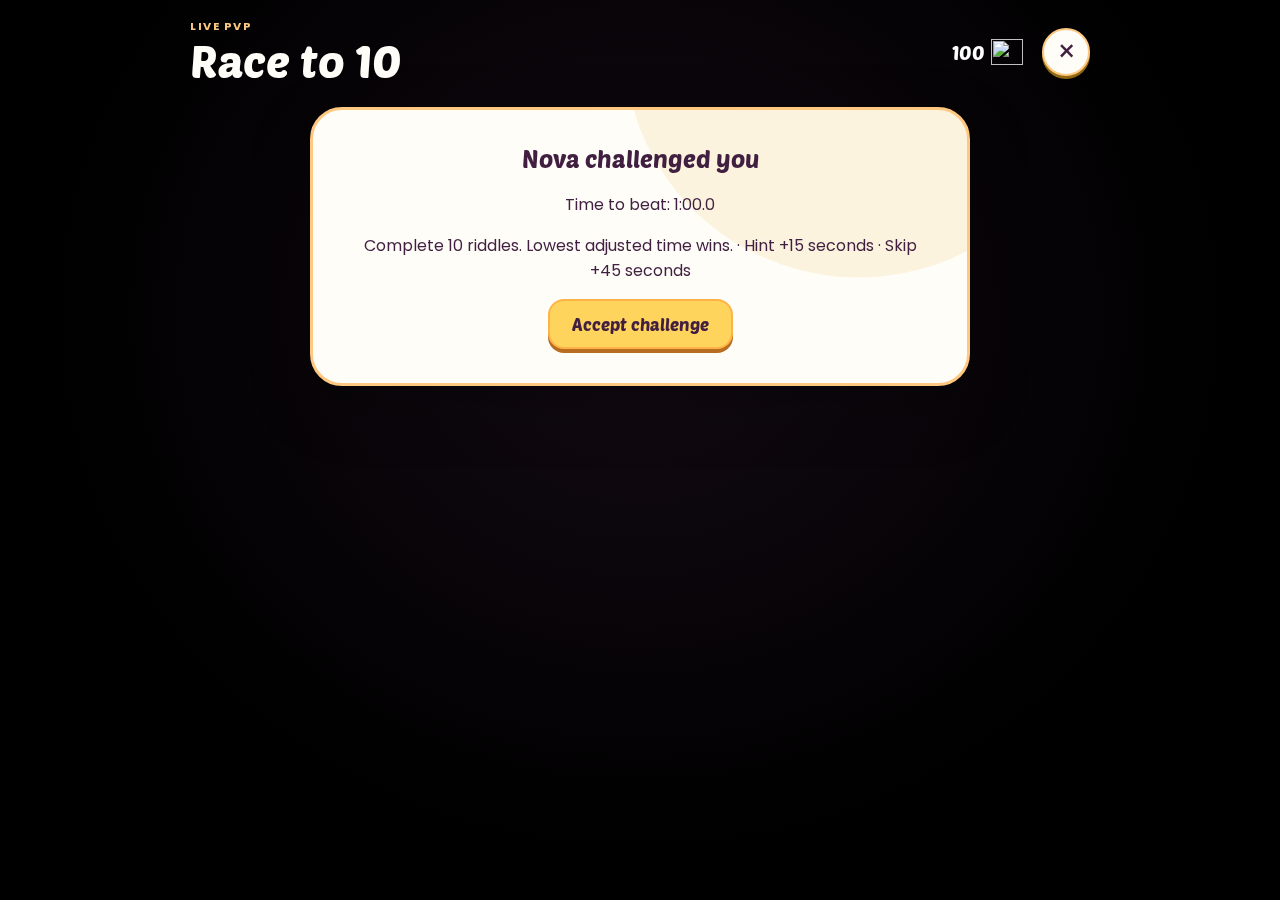 LIVE PVP
Race to 10
100
×
Nova challenged you
Time to beat: 1:00.0
Complete 10 riddles. Lowest adjusted time wins. · Hint +15 seconds · Skip
+45 seconds
Accept challenge